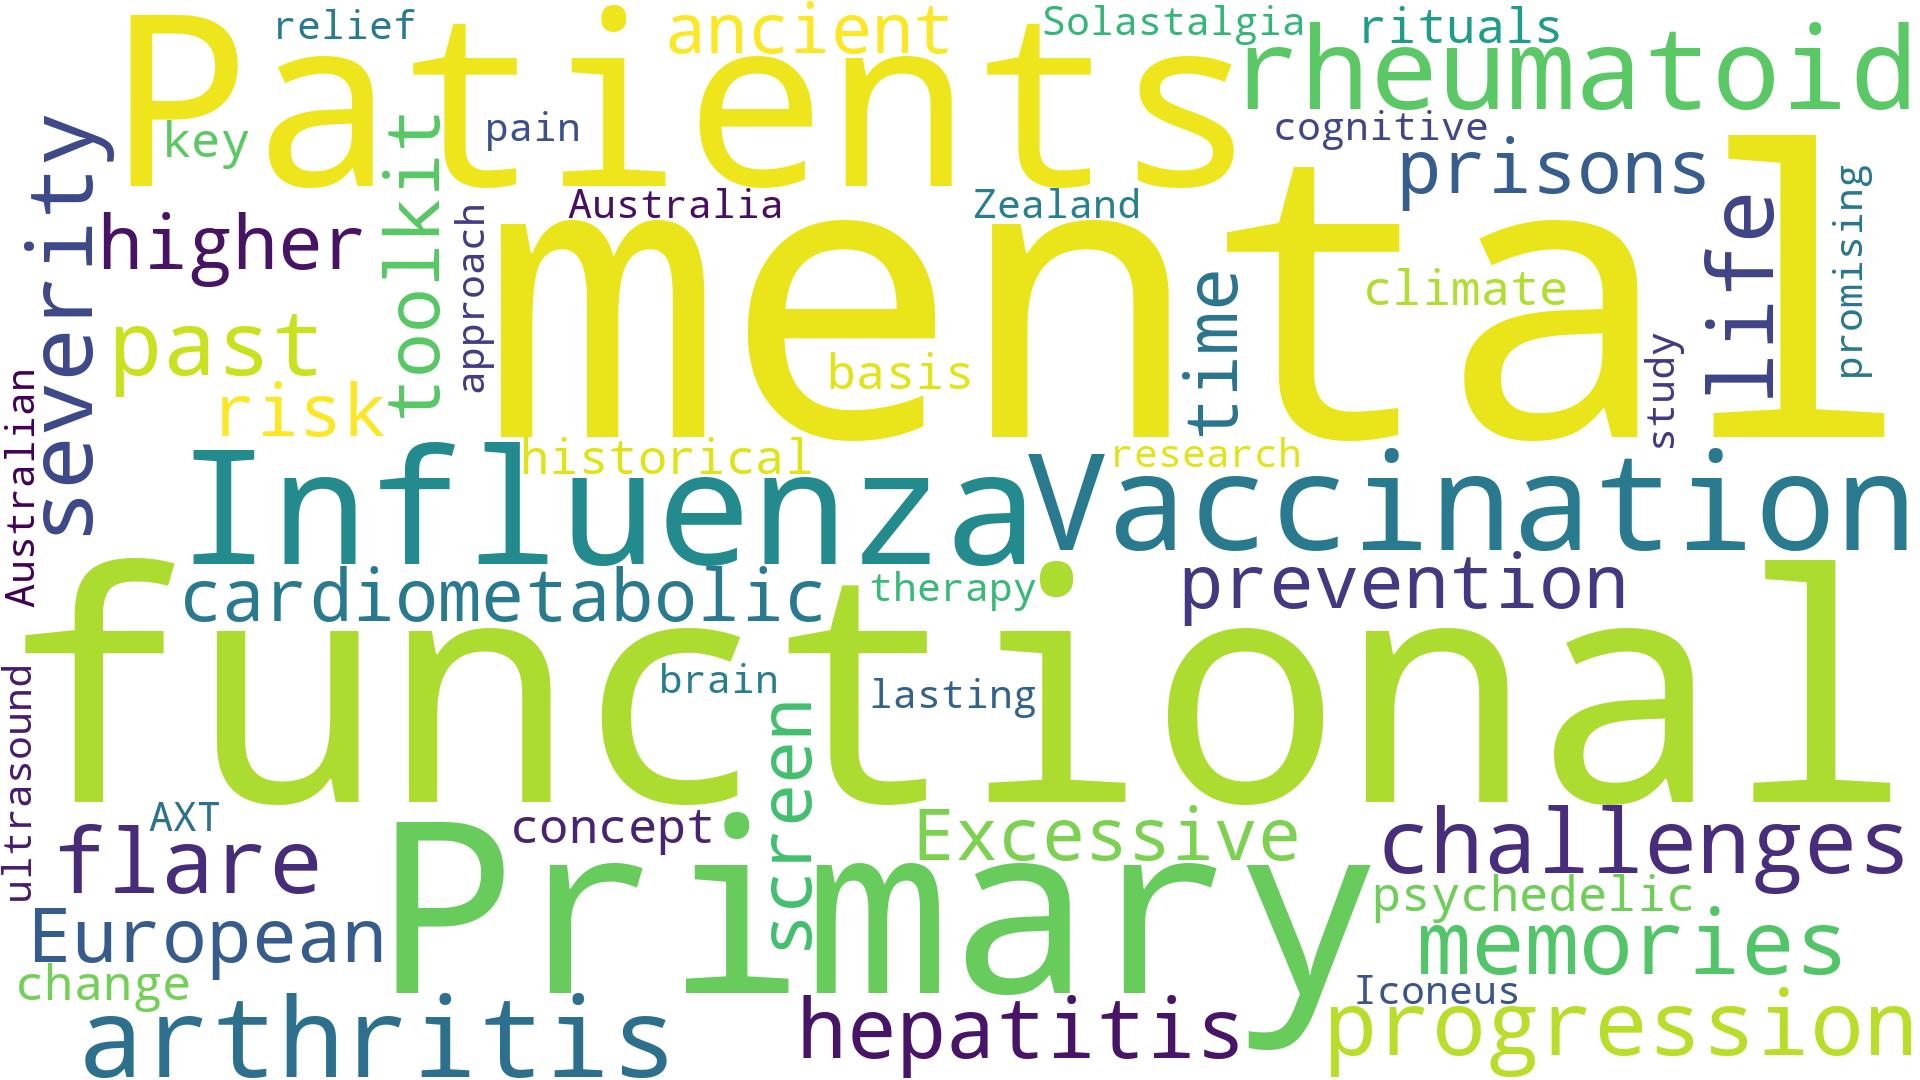 relief
ancient
Solastalgia
rituals
Patients
rheumatoid
key
toolkit
pain
cognitive
prisons
severity
higher
Australia
Zealand
approach
mental
life
promising
past
time
climate
basis
study
risk
Australian
historical
research
Influenza
Vaccination
cardiometabolic
therapy
prevention
functional
ultrasound
brain
lasting
screen
AXT
concept
Excessive
challenges
flare
Primary
psychedelic
European
memories
change
Iconeus
arthritis
hepatitis
progression